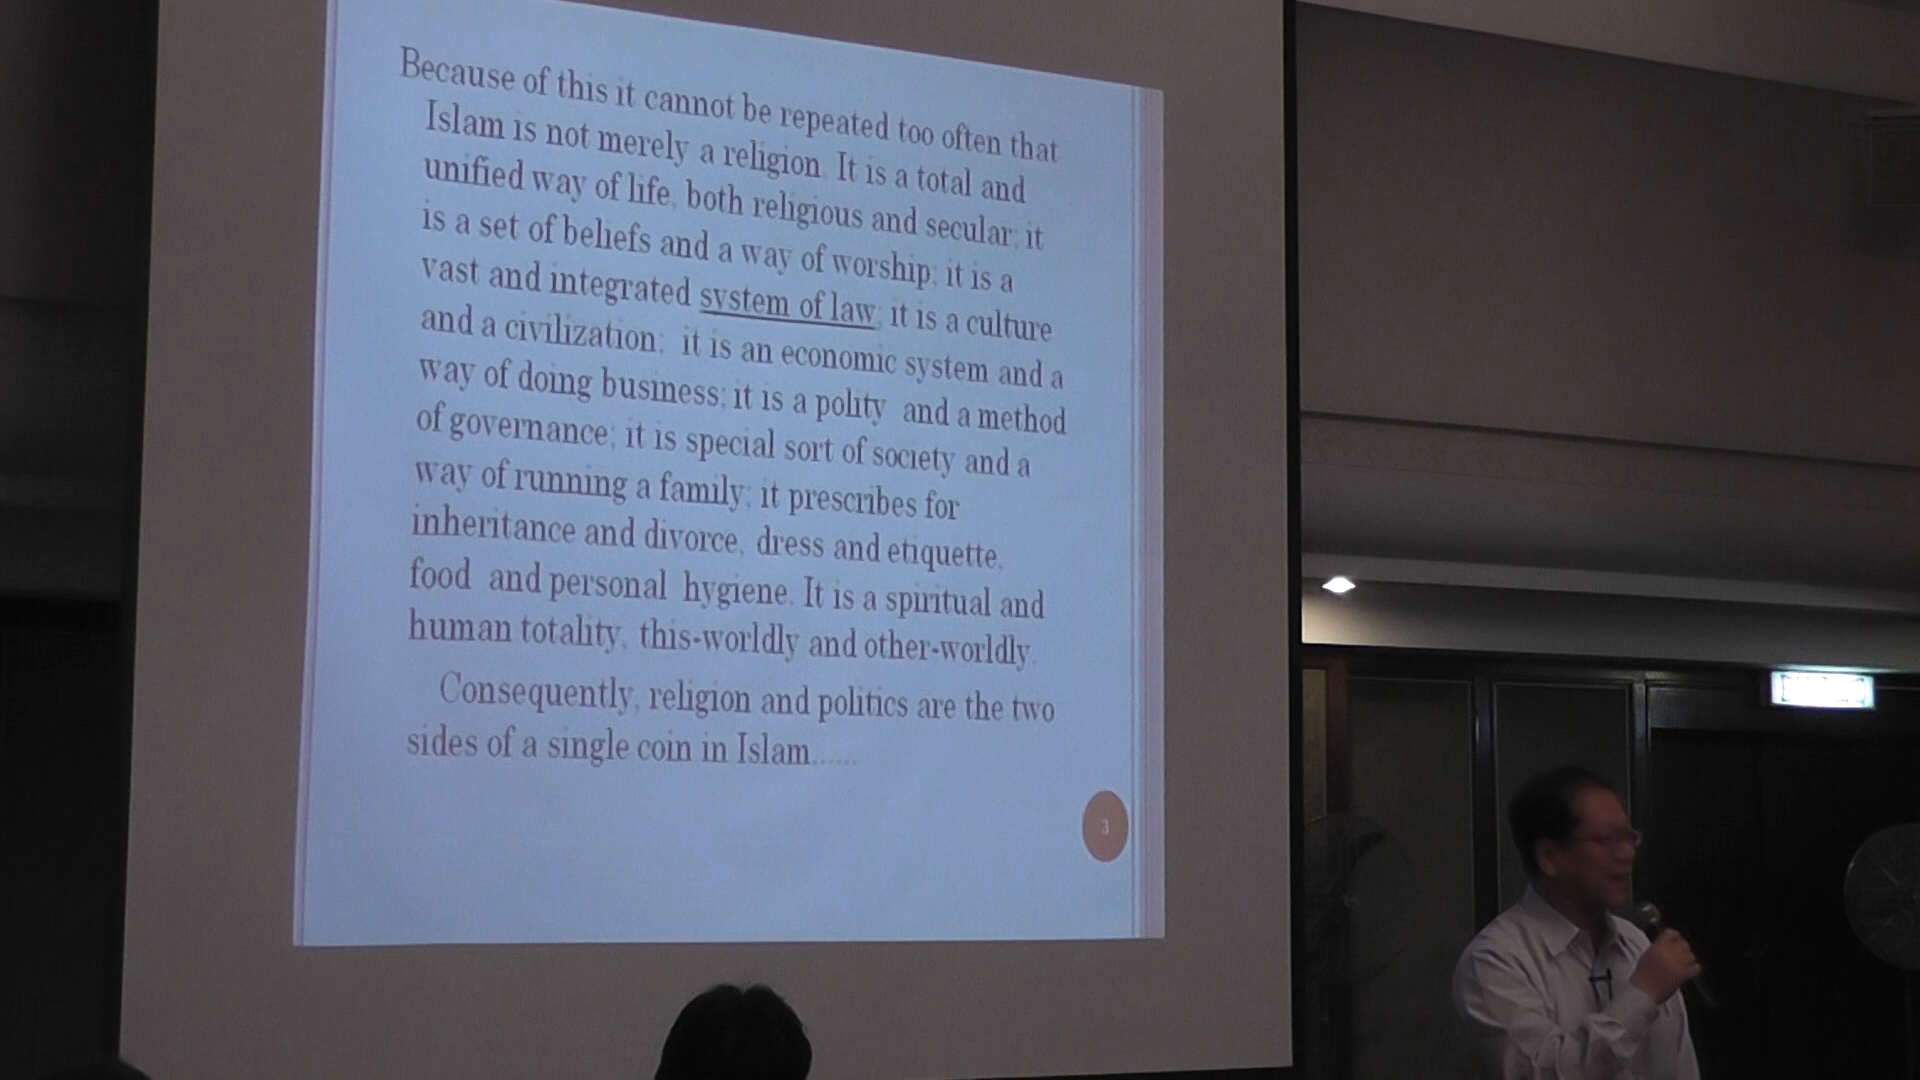 Because of this it cannot be repeated too often that
Islam is not merely a religion. It is a total and
unified way of life, both religious and secular; it
is a set of beliefs and a way of worship; it is a
vast and integrated system of law; it is a culture
and a civilization; it is an economic system and a
way of doing business; it is a polity and a method
of governance; it is special sort of society and a
way of running a family; it prescribes for
inheritance and divorce, dress and etiquette,
food and personal hygiene. It is a spiritual and
human totality, this-worldly and other-worldly.
Consequently, religion and politics are the two
sides of a single coin in Islam......
3